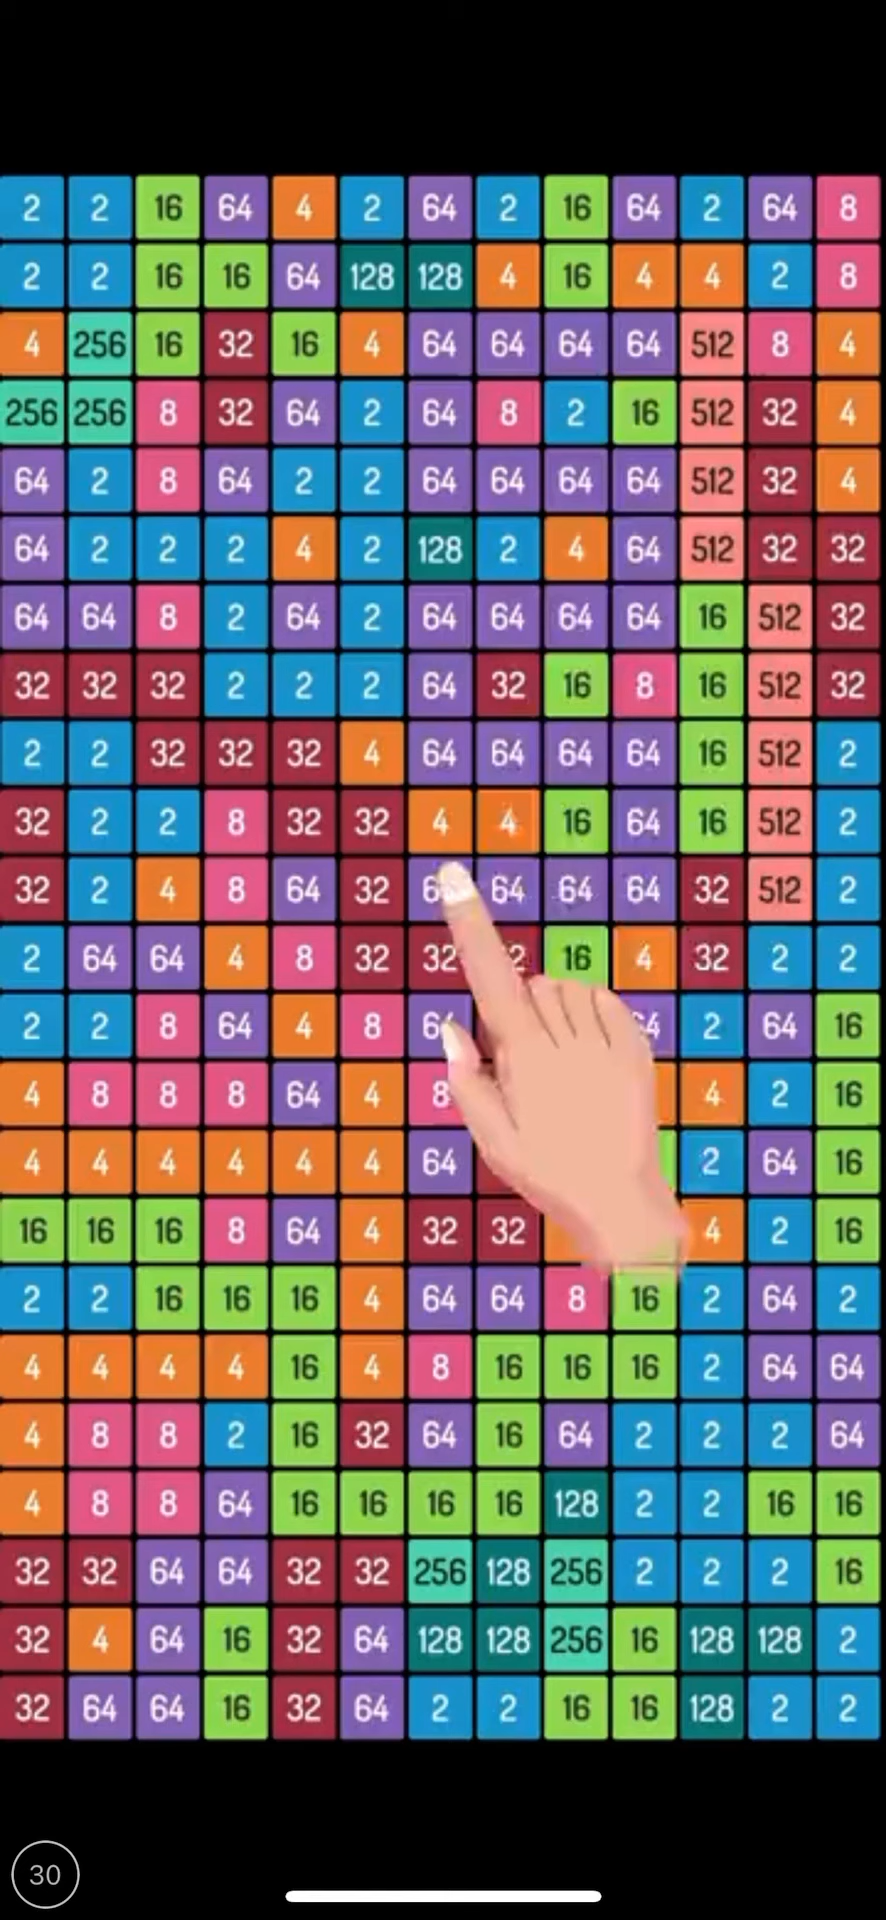 2 2 16 64 4 2 64 2 16 64 2 64 8
2 2 16 16 64 128 128 4 16 4 4 2 8
4 256 16 32 16 4 64 64 64 64 512 8 4
256 256 8 32 64 2 64 8 2 16 512 32 4
64 2 8 64 2 2 64 64 64 64 512 32 4
64 2 2 2 4 2 128 2 4 64 512 32 32
64 64 8 2 64 2 64 64 64 64 16 512 32
32 32 32 2 2 2 64 32 16 8 16 512 32
2 2 32 32 32 4 64 64 64 64 16 512 2
32 2 2 8 32 32 4 4 16 64 16 512 2
32 2 4 8 64 32 64 64 64 32 512 2
2 64 64 4 8 32 32 16 4 32 2 2
2 2 8 64 4 8 64 2 64 16
4 8 8 8 64 4 8 4 2 16
4 4 4 4 4 4 64 2 64 16
16 16 16 8 64 4 32 32 4 2 16
2 2 16 16 16 4 64 64 8 16 2 64 2
4 4 4 4 16 4 8 16 16 16 2 64 64
4 8 8 2 16 32 64 16 64 2 2 2 64
4 8 8 64 16 16 16 16 128 2 2 16 16
32 32 64 64 32 32 256 128 256 2 2 2 16
32 4 64 16 32 64 128 128 256 16 128 128 2
32 64 64 16 32 64 2 2 16 16 128 2 2
30